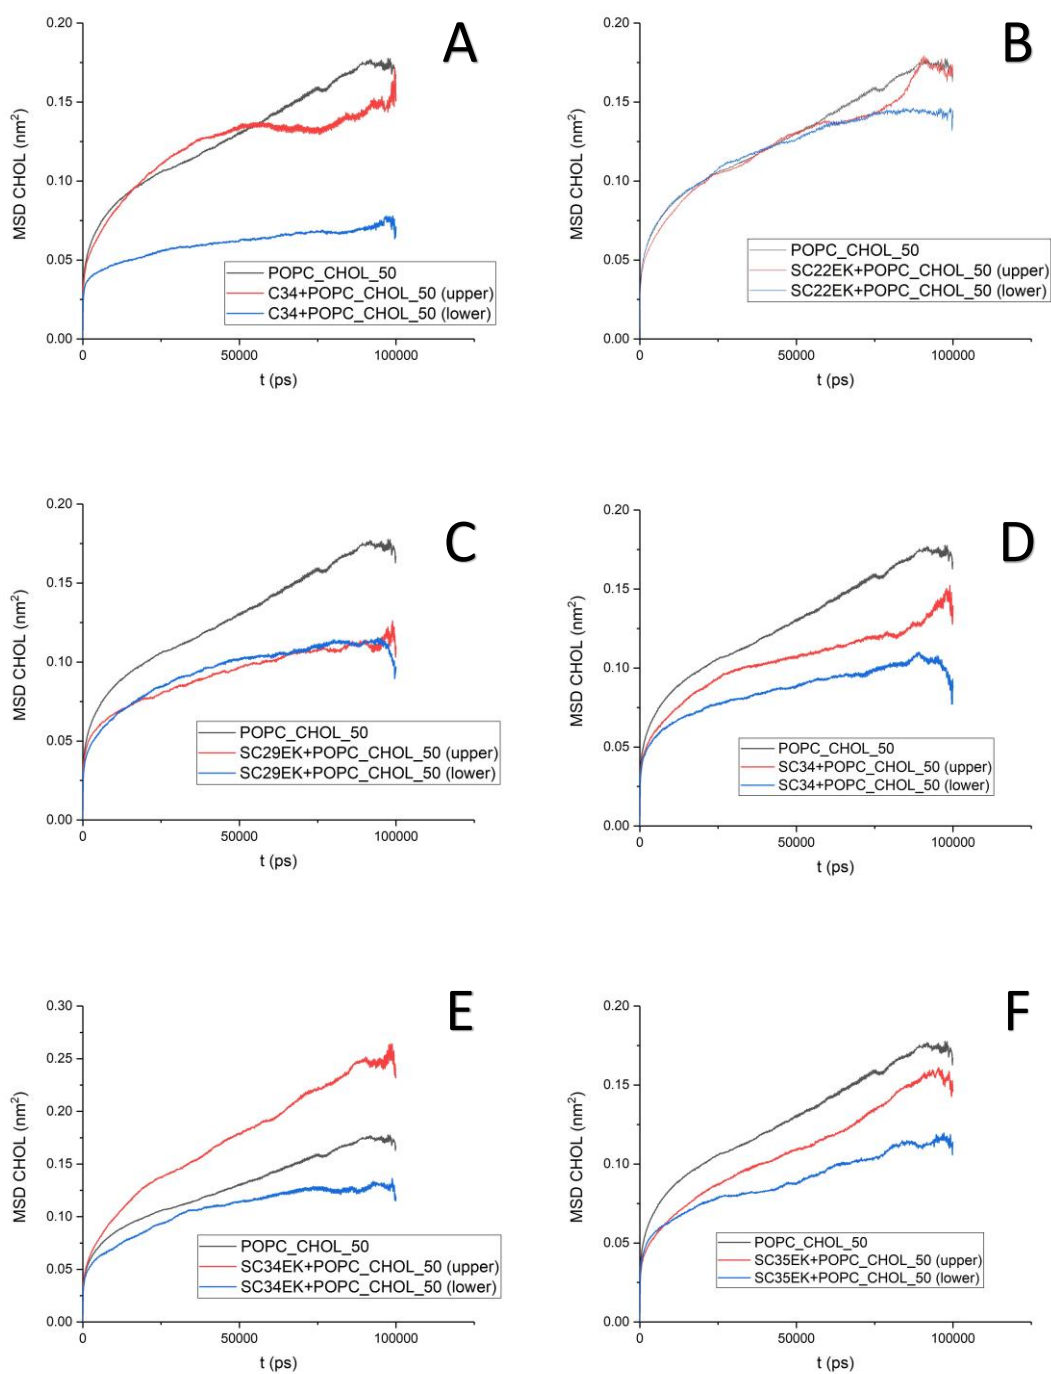 A
MSD CHOL (nm²)
0.20
0.15
0.10
0.05
0.00
POPC_CHOL_50
C34+POPC_CHOL_50 (upper)
C34+POPC_CHOL_50 (lower)
0 50000 100000
t (ps)
B
MSD CHOL (nm²)
0.20
0.15
0.10
0.05
0.00
POPC_CHOL_50
SC22EK+POPC_CHOL_50 (upper)
SC22EK+POPC_CHOL_50 (lower)
0 50000 100000
t (ps)
C
MSD CHOL (nm²)
0.20
0.15
0.10
0.05
0.00
POPC_CHOL_50
SC29EK+POPC_CHOL_50 (upper)
SC29EK+POPC_CHOL_50 (lower)
0 50000 100000
t (ps)
D
MSD CHOL (nm²)
0.20
0.15
0.10
0.05
0.00
POPC_CHOL_50
SC34+POPC_CHOL_50 (upper)
SC34+POPC_CHOL_50 (lower)
0 50000 100000
t (ps)
E
MSD CHOL (nm²)
0.30
0.25
0.20
0.15
0.10
0.05
0.00
POPC_CHOL_50
SC34EK+POPC_CHOL_50 (upper)
SC34EK+POPC_CHOL_50 (lower)
0 50000 100000
t (ps)
F
MSD CHOL (nm²)
0.20
0.15
0.10
0.05
0.00
POPC_CHOL_50
SC35EK+POPC_CHOL_50 (upper)
SC35EK+POPC_CHOL_50 (lower)
0 50000 100000
t (ps)